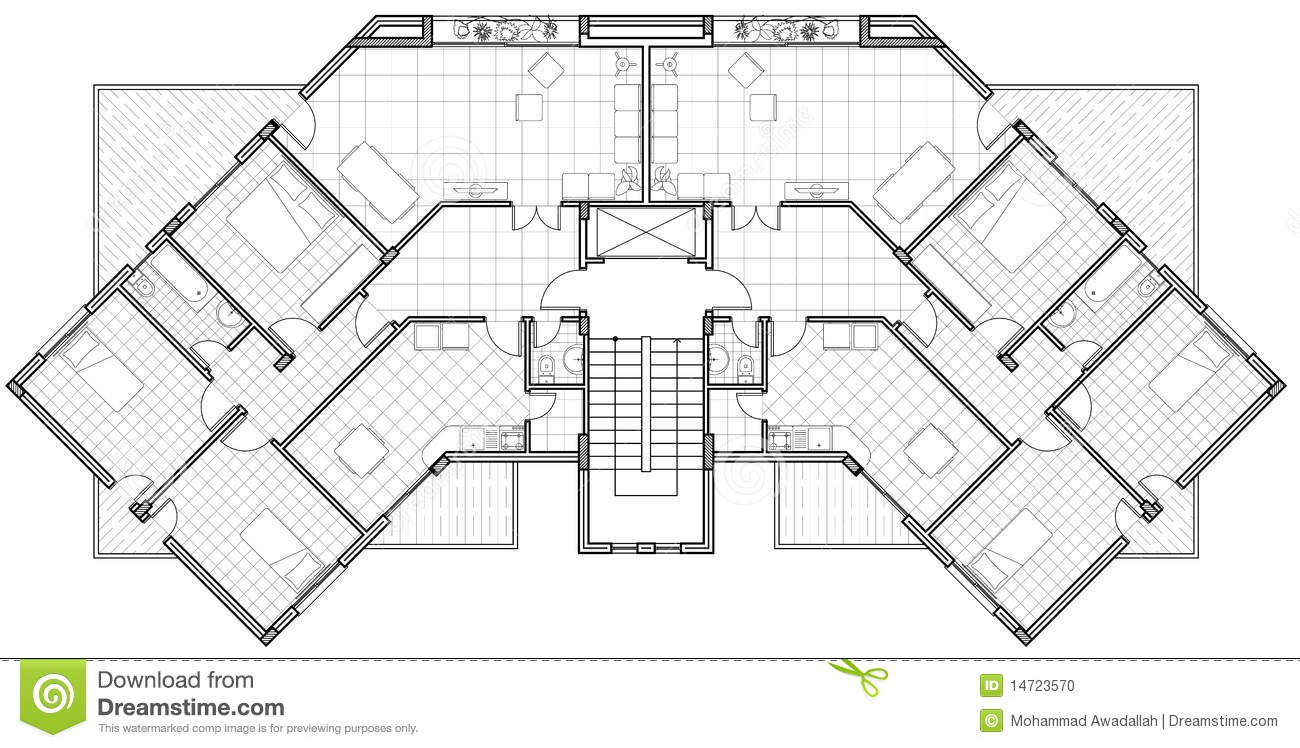 Download from
Dreamstime.com
This watermarked comp image is for previewing purposes only.
ID 14723570
© Mohammad Awadallah | Dreamstime.com